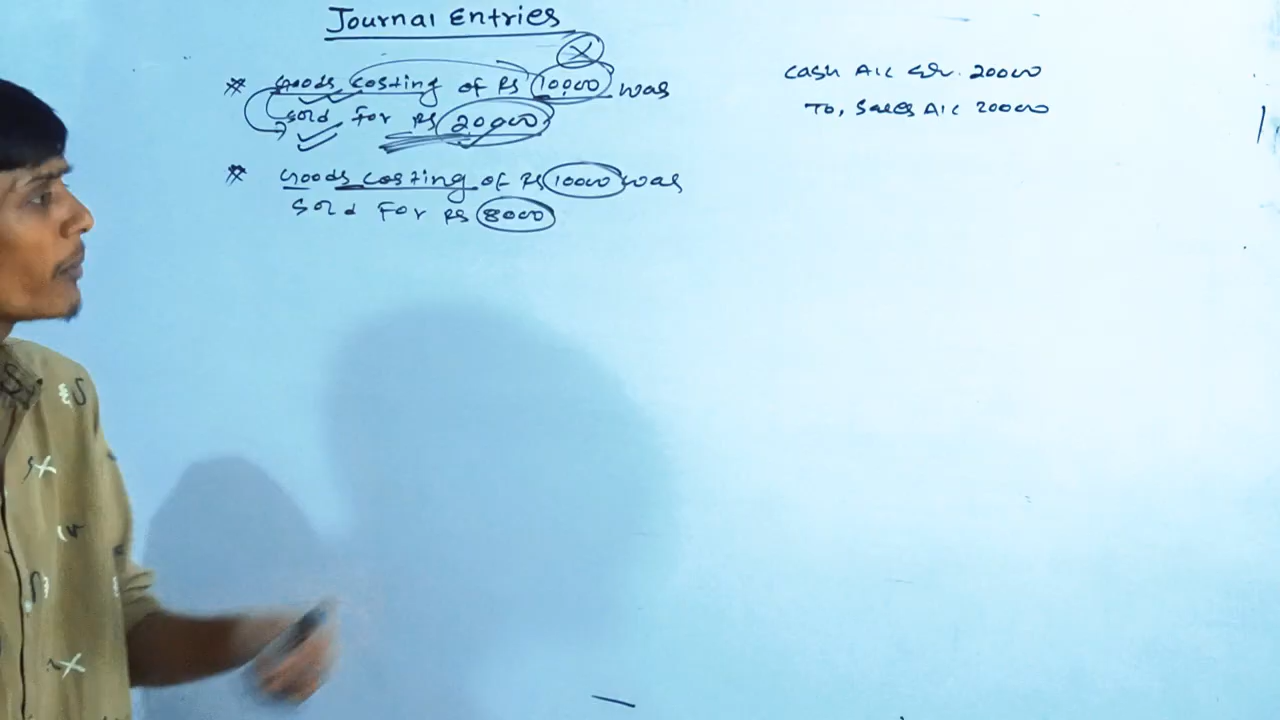 Journal Entries
X
* Goods costing of Rs 10000 was
sold for Rs 20000
* Goods costing of Rs 10000 was
sold for Rs 8000
Cash A/c dr. 20000
To, Sales A/c 20000